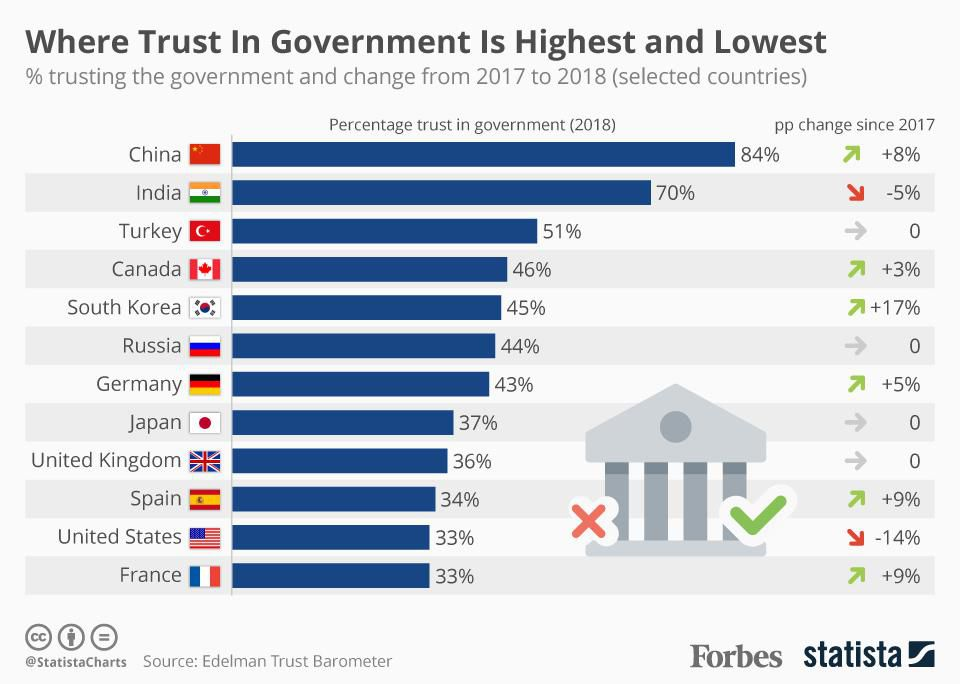 Where Trust In Government Is Highest and Lowest
% trusting the government and change from 2017 to 2018 (selected countries)
Percentage trust in government (2018) pp change since 2017
China 84% +8%
India 70% -5%
Turkey 51% 0
Canada 46% +3%
South Korea 45% +17%
Russia 44% 0
Germany 43% +5%
Japan 37% 0
United Kingdom 36% 0
Spain 34% +9%
United States 33% -14%
France 33% +9%
cc
@StatistaCharts Source: Edelman Trust Barometer
Forbes statista